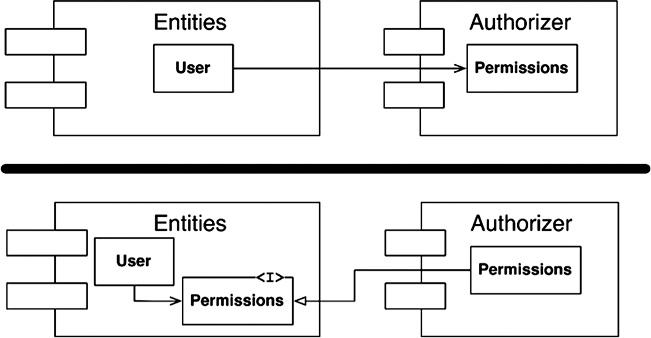 Entities
Authorizer
User
Permissions
Entities
Authorizer
User
<I>
Permissions
Permissions